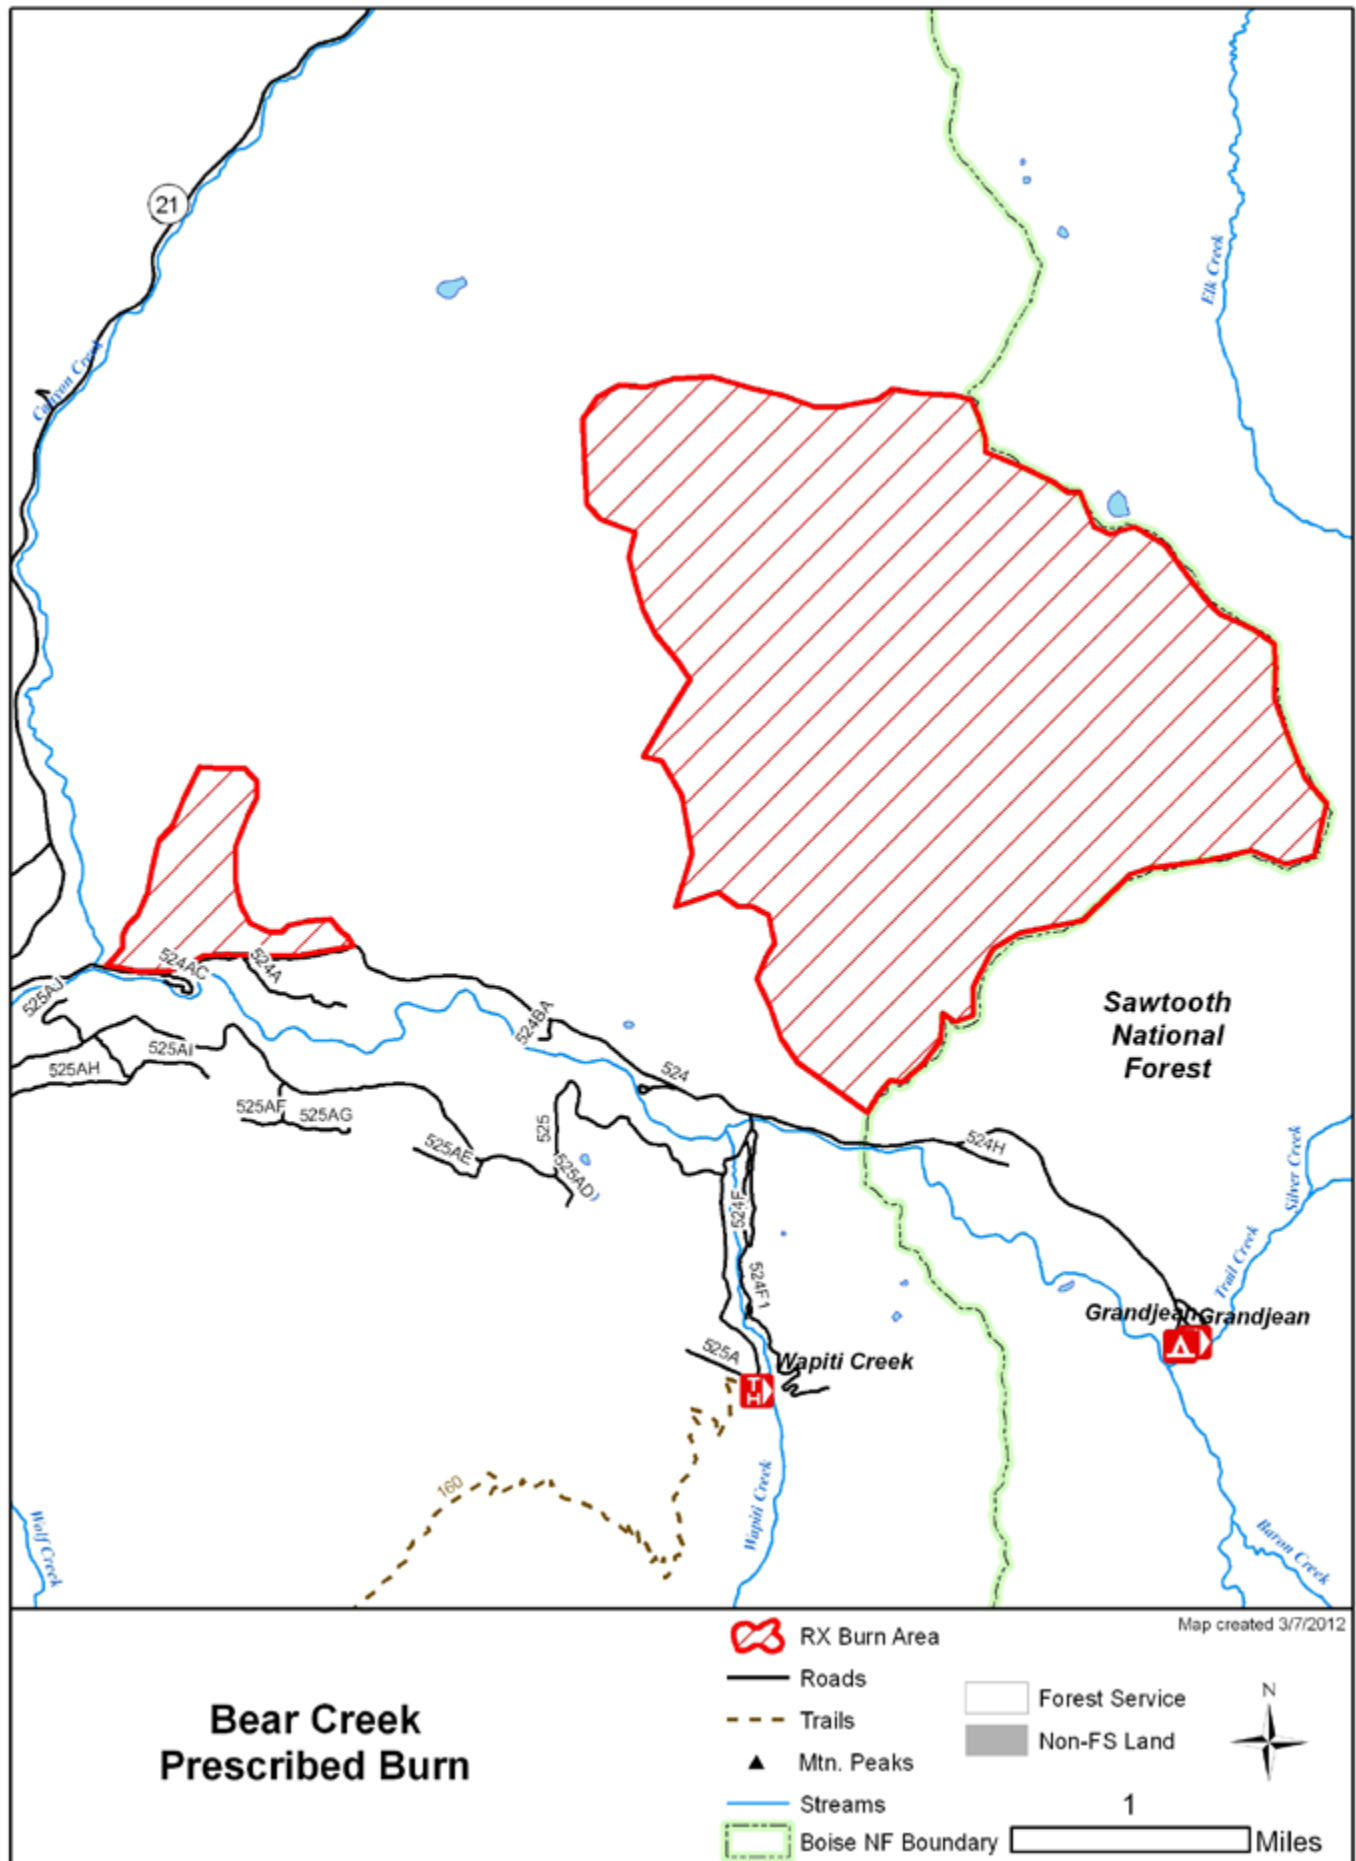 21
Elk Creek
Canyon Creek
Sawtooth
National
Forest
524AC
524A
525AJ
524BA
525AI
525AH
524
525AF
525AG
525
525AE
525AD
524H
Silver Creek
524F
Trail Creek
524F1
Grandjean
Grandjean
525A
Wapiti Creek
160
Wapiti Creek
Wolf Creek
Baron Creek
TH
Map created 3/7/2012
Bear Creek
Prescribed Burn
RX Burn Area
Roads
Trails
Mtn. Peaks
Streams
Boise NF Boundary
Forest Service
Non-FS Land
N
1
Miles